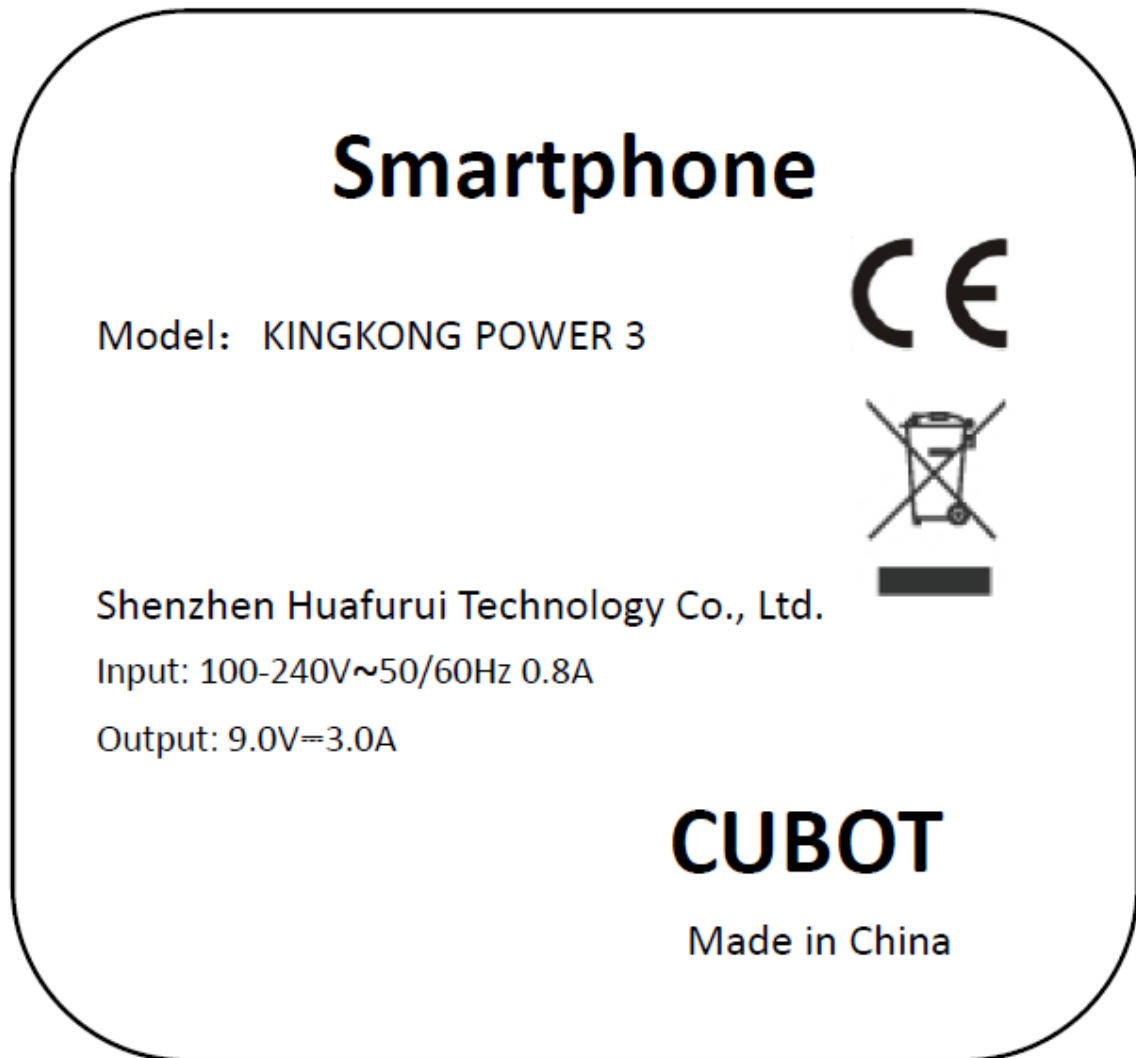 Smartphone
CE
Model： KINGKONG POWER 3
Shenzhen Huafurui Technology Co., Ltd.
Input: 100-240V~50/60Hz 0.8A
Output: 9.0V⎓3.0A
CUBOT
Made in China